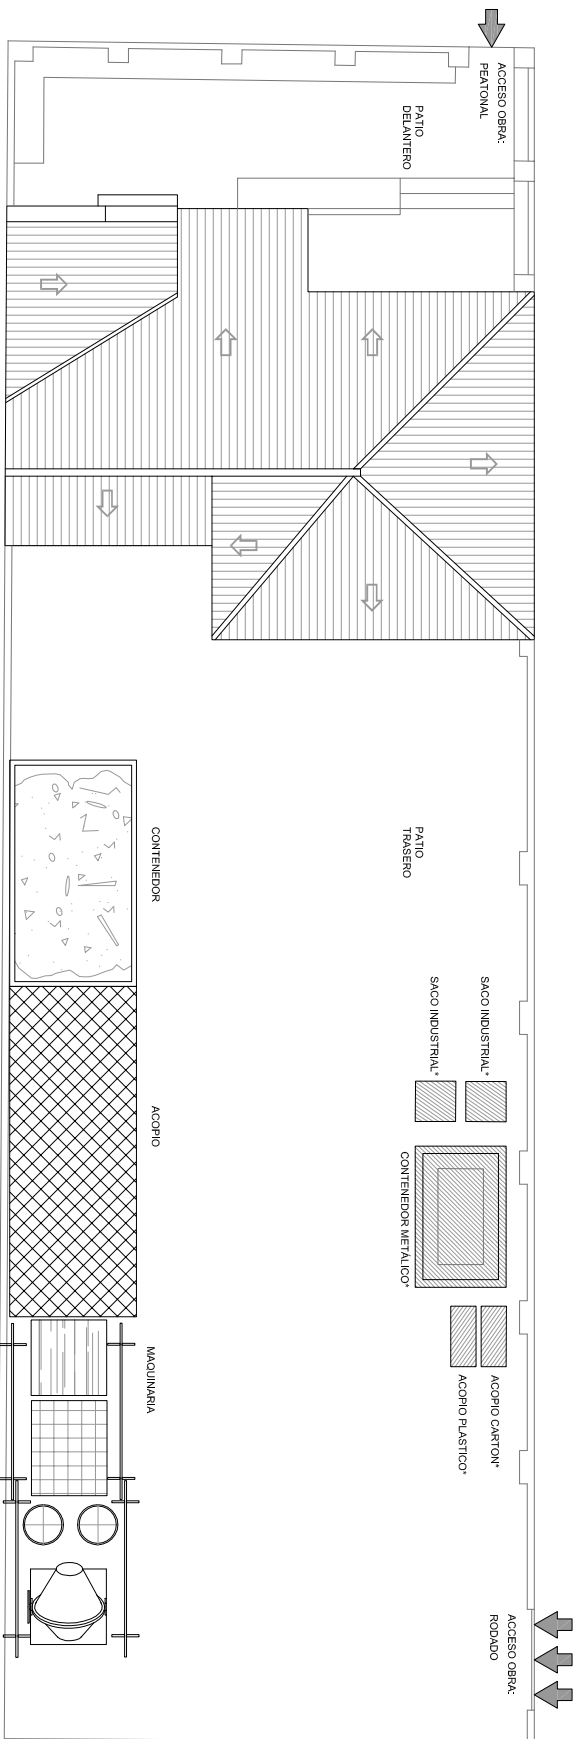 ACCESO OBRA:
PEATONAL
PATIO
DELANTERO
CONTENEDOR
PATIO
TRASERO
SACO INDUSTRIAL*
SACO INDUSTRIAL*
ACOPIO
CONTENEDOR METÁLICO*
MAQUINARIA
ACOPIO CARTON*
ACOPIO PLASTICO*
ACCESO OBRA:
RODADO